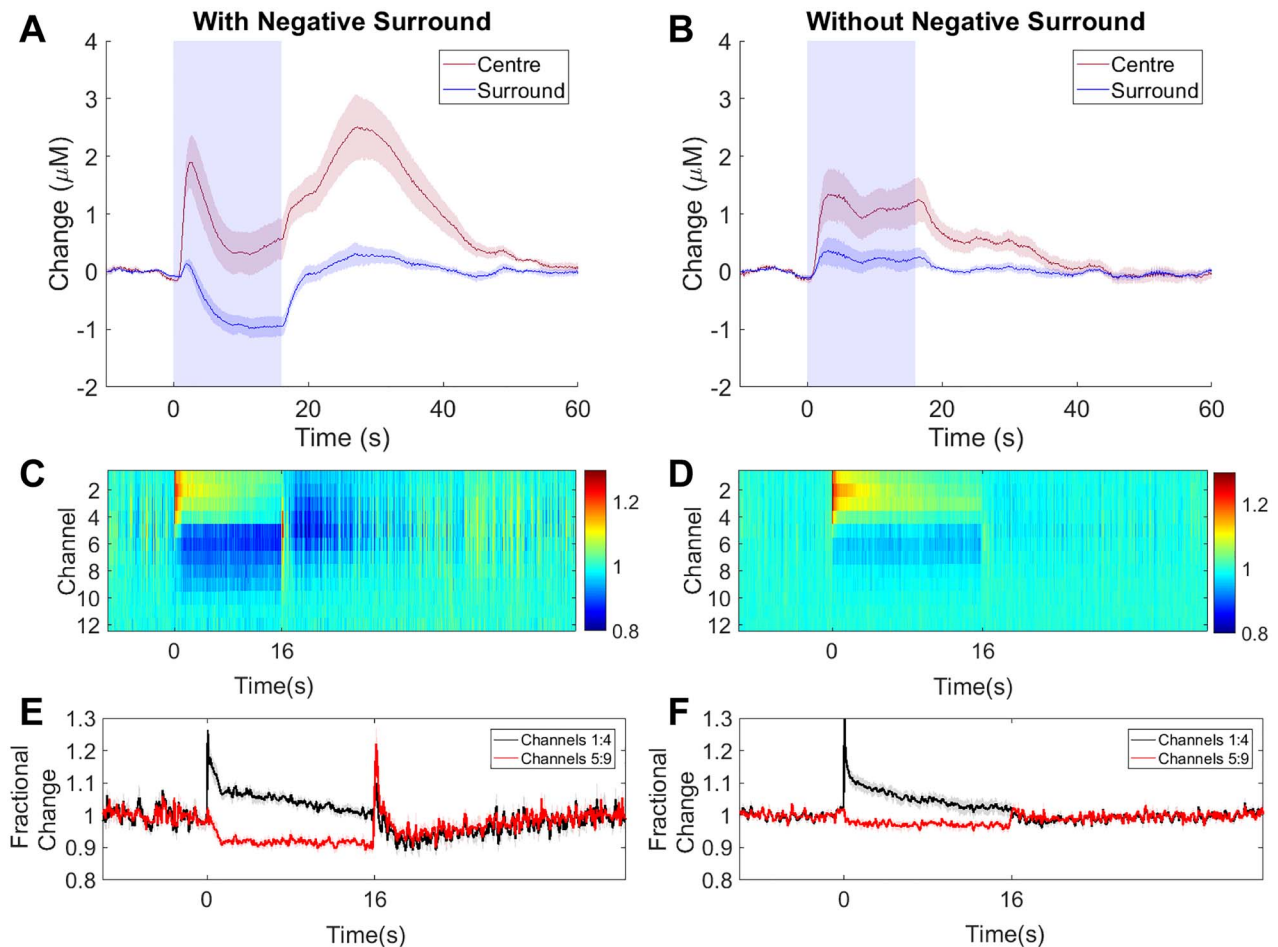 A
With Negative Surround
4
3
2
1
0
-1
-2
Change (μM)
Centre
Surround
0
20
40
60
Time (s)
B
Without Negative Surround
4
3
2
1
0
-1
-2
Change (μM)
Centre
Surround
0
20
40
60
Time (s)
C
2
4
6
8
10
12
Channel
1.2
1
0.8
0
16
Time(s)
D
2
4
6
8
10
12
Channel
1.2
1
0.8
0
16
Time(s)
E
1.3
1.2
1.1
1
0.9
0.8
Fractional
Change
Channels 1:4
Channels 5:9
0
16
Time(s)
F
1.3
1.2
1.1
1
0.9
0.8
Fractional
Change
Channels 1:4
Channels 5:9
0
16
Time(s)